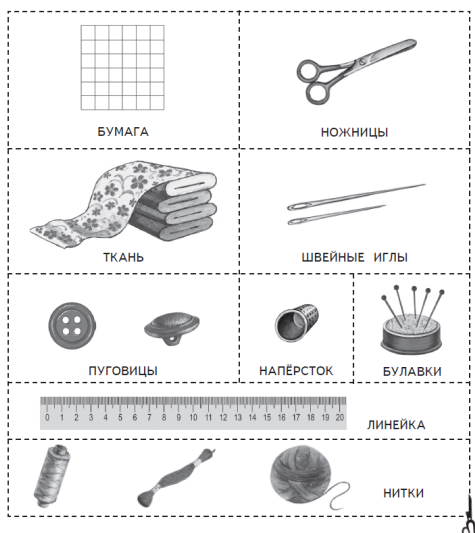 БУМАГА
НОЖНИЦЫ
ТКАНЬ
ШВЕЙНЫЕ ИГЛЫ
ПУГОВИЦЫ
НАПЁРСТОК
БУЛАВКИ
0 1 2 3 4 5 6 7 8 9 10 11 12 13 14 15 16 17 18 19 20
ЛИНЕЙКА
НИТКИ